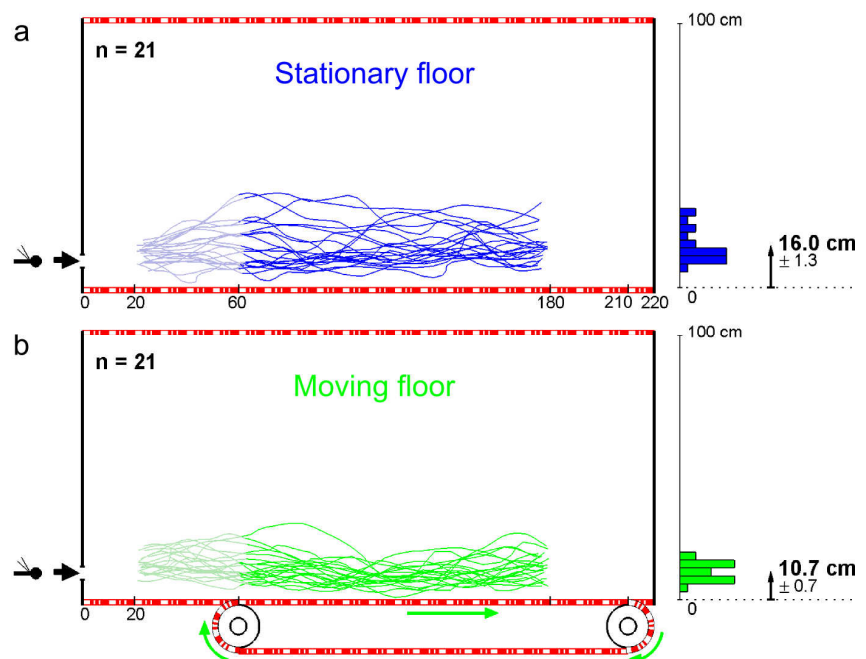 a
n = 21
Stationary floor
100 cm
16.0 cm
± 1.3
0
0 20 60 180 210 220
b
n = 21
Moving floor
100 cm
10.7 cm
± 0.7
0
0 20